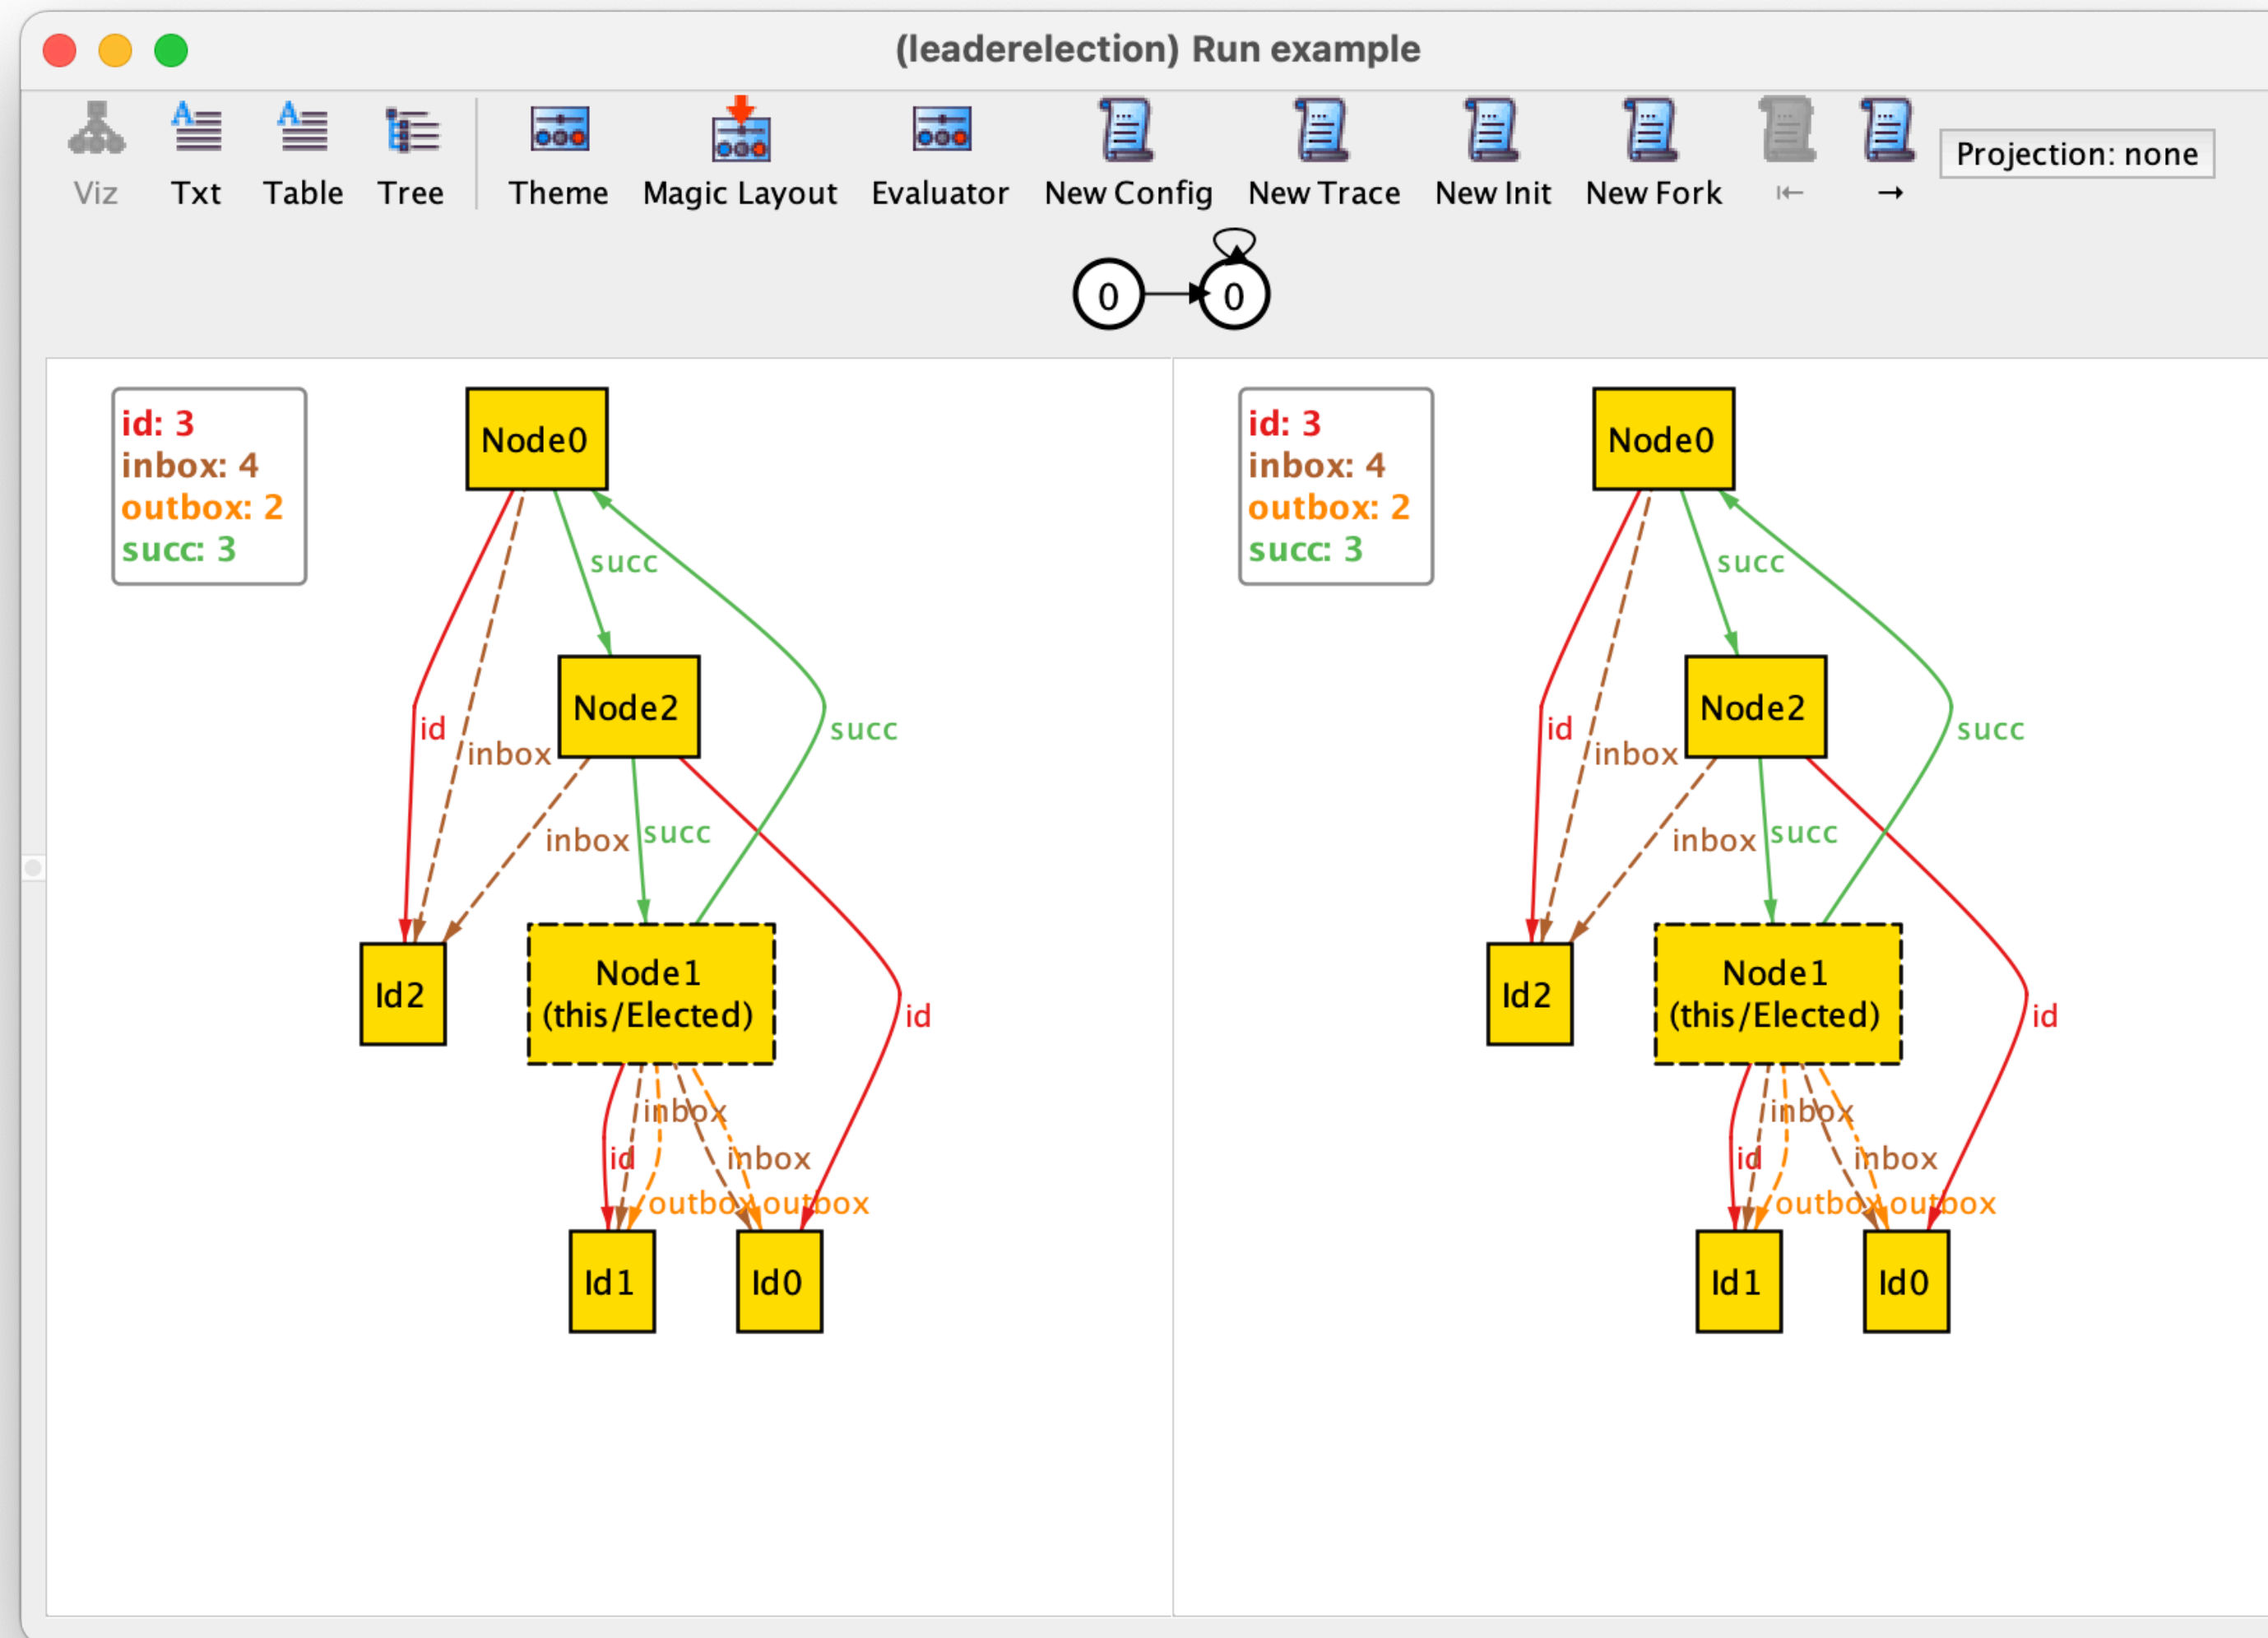 (leaderelection) Run example
Viz Txt Table Tree Theme Magic Layout Evaluator New Config New Trace New Init New Fork Projection: none
0 0
id: 3
inbox: 4
outbox: 2
succ: 3
Node0
succ
Node2
succ
id
inbox
inbox
succ
Id2
Node1
(this/Elected)
id
inbox
id
inbox
outbox
outbox
Id1
Id0
id: 3
inbox: 4
outbox: 2
succ: 3
Node0
succ
Node2
succ
id
inbox
inbox
succ
Id2
Node1
(this/Elected)
id
inbox
id
inbox
outbox
outbox
Id1
Id0